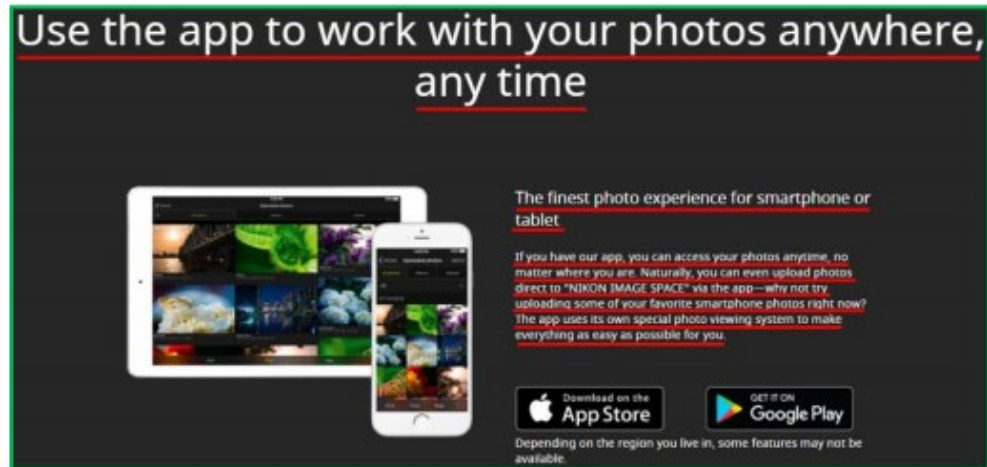 Use the app to work with your photos anywhere,
any time
The finest photo experience for smartphone or
tablet
If you have our app, you can access your photos anytime, no
matter where you are. Naturally, you can even upload photos
direct to "NIKON IMAGE SPACE" via the app—why not try
uploading some of your favorite smartphone photos right now?
The app uses its own special photo viewing system to make
everything as easy as possible for you.
Download on the
App Store
GET IT ON
Google Play
Depending on the region you live in, some features may not be
available.